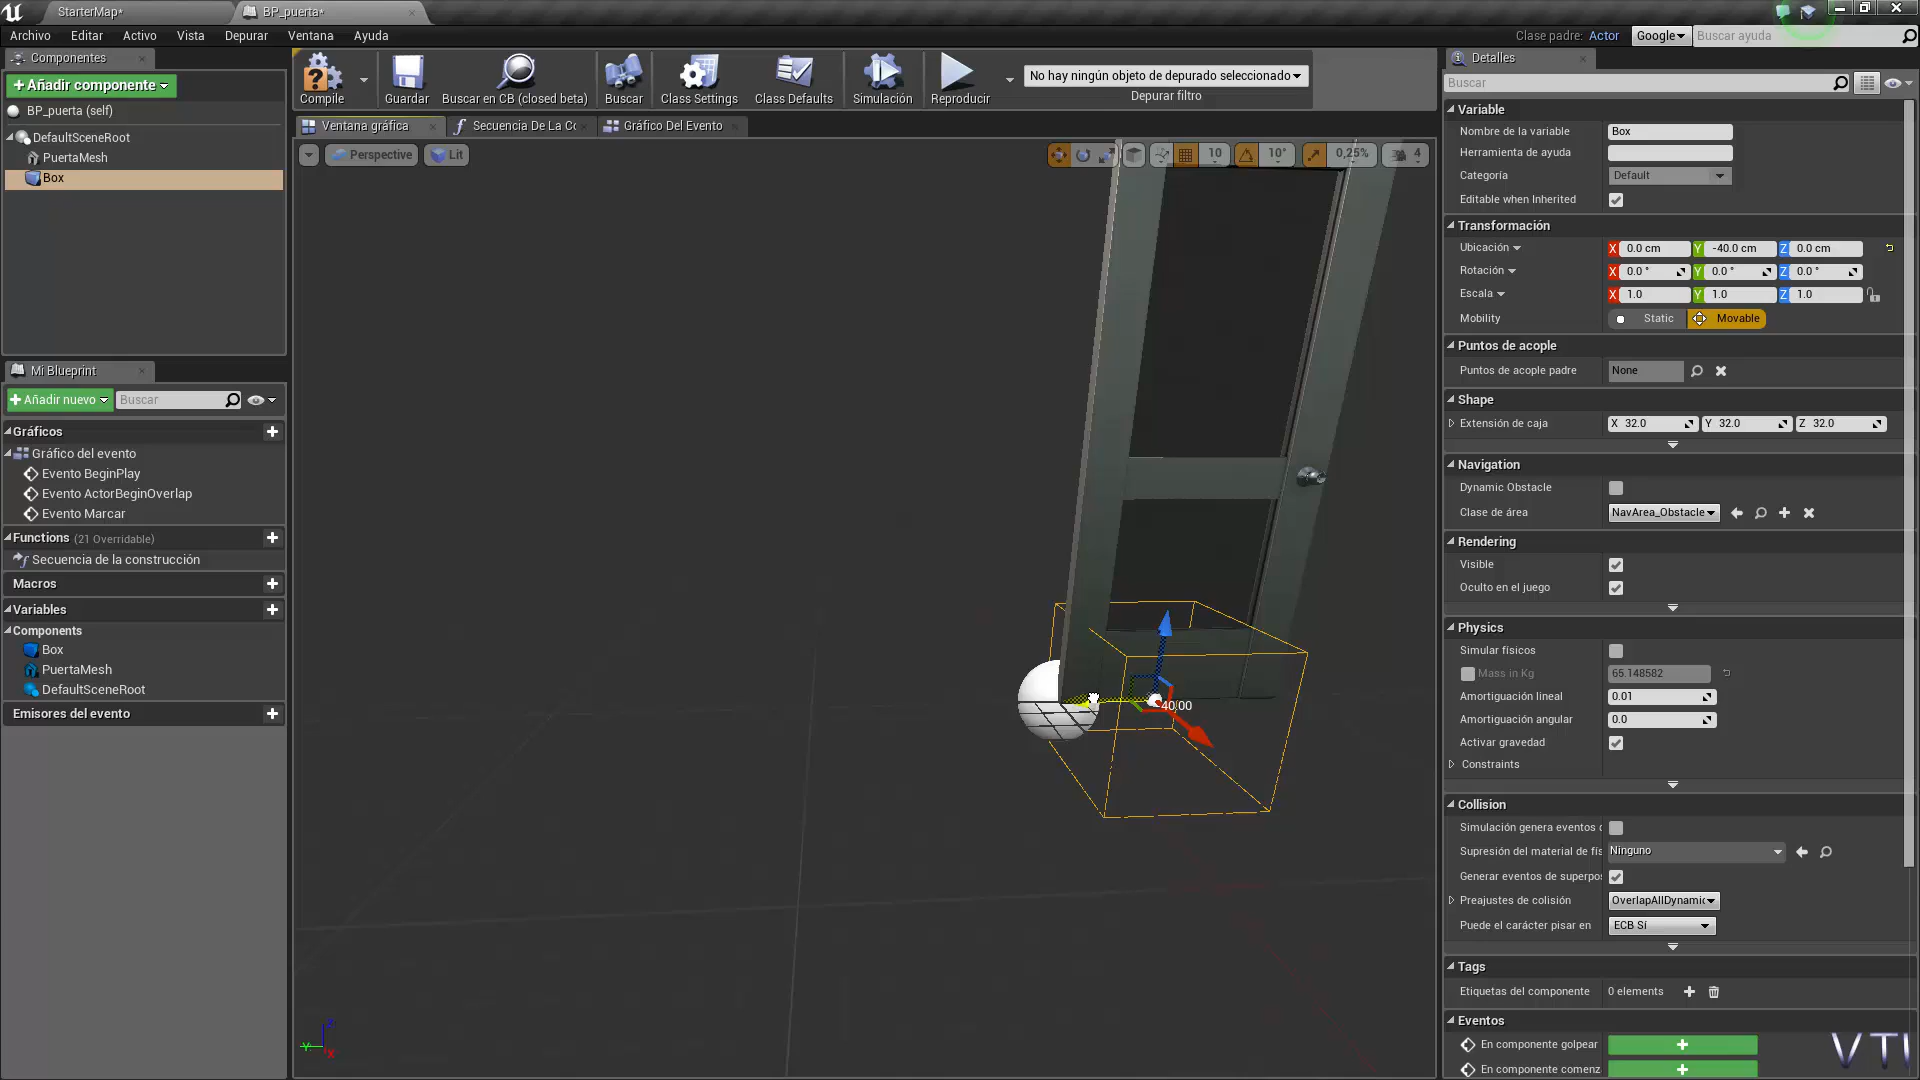 StarterMap*
BP_puerta*
Archivo Editar Activo Vista Depurar Ventana Ayuda
Clase padre: Actor Google Buscar ayuda
Componentes
Añadir componente
BP_puerta (self)
DefaultSceneRoot
PuertaMesh
Box
Compile
Guardar
Buscar en CB (closed beta)
Buscar
Class Settings
Class Defaults
Simulación
Reproducir
No hay ningún objeto de depurado seleccionado
Depurar filtro
Ventana gráfica
Secuencia De La Co
Gráfico Del Evento
Perspective
Lit
10
10°
0,25%
4
40,00
Z
Y
X
Mi Blueprint
Añadir nuevo
Buscar
Gráficos
Gráfico del evento
Evento BeginPlay
Evento ActorBeginOverlap
Evento Marcar
Functions (21 Overridable)
Secuencia de la construcción
Macros
Variables
Components
Box
PuertaMesh
DefaultSceneRoot
Emisores del evento
Detalles
Buscar
Variable
Nombre de la variable Box
Herramienta de ayuda
Categoría Default
Editable when Inherited
Transformación
Ubicación X 0.0 cm Y -40.0 cm Z 0.0 cm
Rotación X 0.0 ° Y 0.0 ° Z 0.0 °
Escala X 1.0 Y 1.0 Z 1.0
Mobility Static Movable
Puntos de acople
Puntos de acople padre None
Shape
Extensión de caja X 32.0 Y 32.0 Z 32.0
Navigation
Dynamic Obstacle
Clase de área NavArea_Obstacle
Rendering
Visible
Oculto en el juego
Physics
Simular físicos
Mass in Kg 65.148582
Amortiguación lineal 0.01
Amortiguación angular 0.0
Activar gravedad
Constraints
Collision
Simulación genera eventos d
Supresión del material de fís Ninguno
Generar eventos de superpos
Preajustes de colisión OverlapAllDynamic
Puede el carácter pisar en ECB Sí
Tags
Etiquetas del componente 0 elements
Eventos
En componente golpear
En componente comenz
VTI